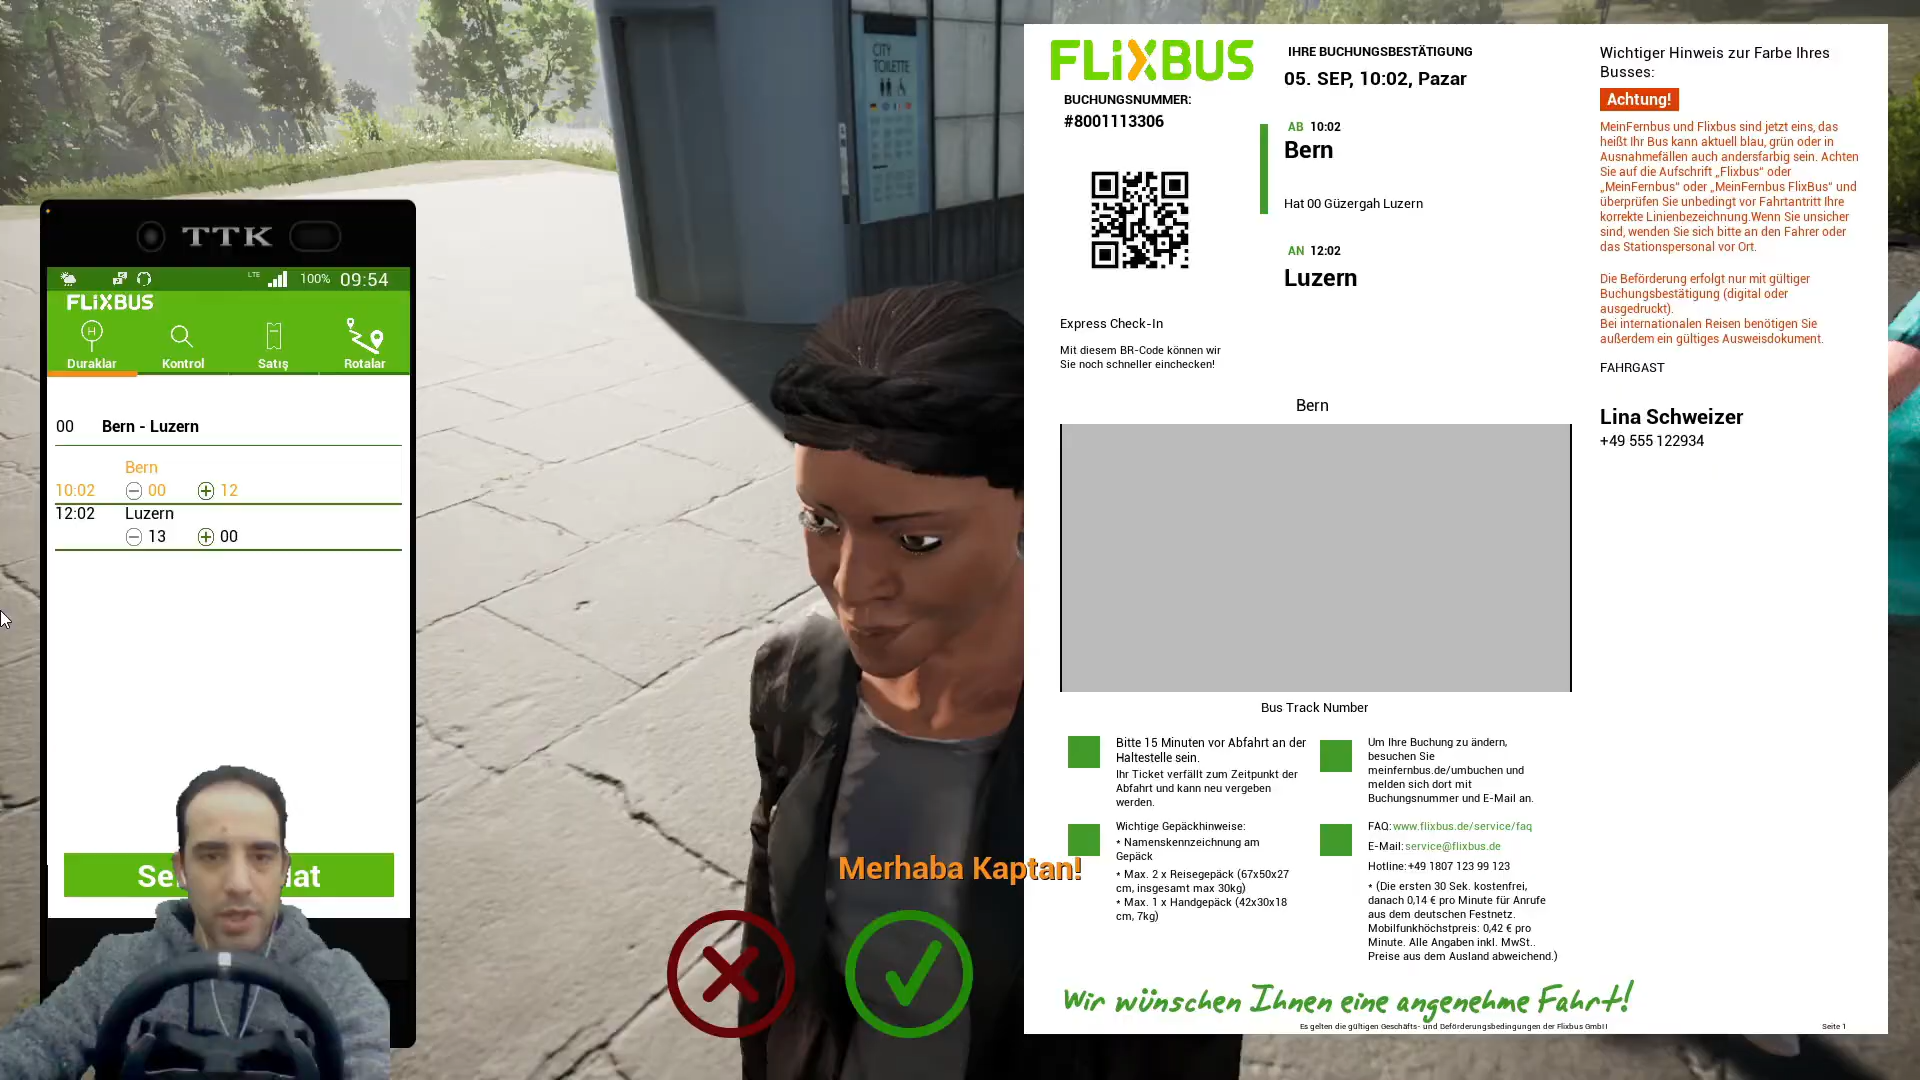 CITY
TOILETTE
TTK
LTE 100% 09:54
FLiXBUS
Duraklar Kontrol Satış Rotalar
00 Bern - Luzern
Bern
10:02 00 12
12:02 Luzern
13 00
Merhaba Kaptan!
FLiXBUS
BUCHUNGSNUMMER:
#8001113306
IHRE BUCHUNGSBESTÄTIGUNG
05. SEP, 10:02, Pazar
AB 10:02
Bern
Hat 00 Güzergah Luzern
AN 12:02
Luzern
Express Check-In
Mit diesem BR-Code können wir
Sie noch schneller einchecken!
Bern
Bus Track Number
Bitte 15 Minuten vor Abfahrt an der
Haltestelle sein.
Ihr Ticket verfällt zum Zeitpunkt der
Abfahrt und kann neu vergeben
werden.
Wichtige Gepäckhinweise:
* Namenskennzeichnung am
Gepäck
* Max. 2 x Reisegepäck (67x50x27
cm, insgesamt max 30kg)
* Max. 1 x Handgepäck (42x30x18
cm, 7kg)
Um Ihre Buchung zu ändern,
besuchen Sie
meinfernbus.de/umbuchen und
melden sich dort mit
Buchungsnummer und E-Mail an.
FAQ: www.flixbus.de/service/faq
E-Mail: service@flixbus.de
Hotline: +49 1807 123 99 123
* (Die ersten 30 Sek. kostenfrei,
danach 0,14 € pro Minute für Anrufe
aus dem deutschen Festnetz.
Mobilfunkhöchstpreis: 0,42 € pro
Minute. Alle Angaben inkl. MwSt..
Preise aus dem Ausland abweichend.)
Wichtiger Hinweis zur Farbe Ihres
Busses:
Achtung!
MeinFernbus und Flixbus sind jetzt eins, das
heißt Ihr Bus kann aktuell blau, grün oder in
Ausnahmefällen auch andersfarbig sein. Achten
Sie auf die Aufschrift „Flixbus“ oder
„MeinFernbus“ oder „MeinFernbus FlixBus“ und
überprüfen Sie unbedingt vor Fahrtantritt Ihre
korrekte Linienbezeichnung.Wenn Sie unsicher
sind, wenden Sie sich bitte an den Fahrer oder
das Stationspersonal vor Ort.
Die Beförderung erfolgt nur mit gültiger
Buchungsbestätigung (digital oder
ausgedruckt).
Bei internationalen Reisen benötigen Sie
außerdem ein gültiges Ausweisdokument.
FAHRGAST
Lina Schweizer
+49 555 122934
Wir wünschen Ihnen eine angenehme Fahrt!
Es gelten die gültigen Geschäfts- und Beförderungsbedingungen der Flixbus GmbH
Seite 1